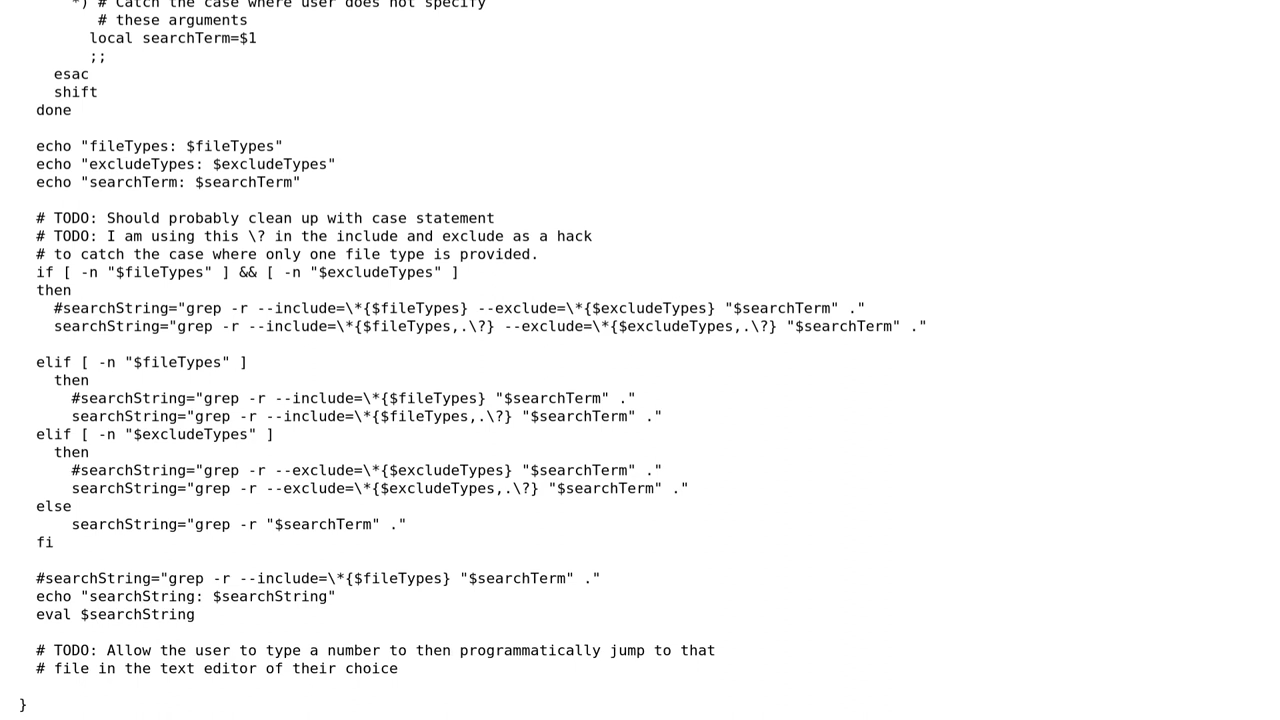 *) # Catch the case where user does not specify
# these arguments
local searchTerm=$1
;;
esac
shift
done
echo "fileTypes: $fileTypes"
echo "excludeTypes: $excludeTypes"
echo "searchTerm: $searchTerm"
# TODO: Should probably clean up with case statement
# TODO: I am using this \? in the include and exclude as a hack
# to catch the case where only one file type is provided.
if [ -n "$fileTypes" ] && [ -n "$excludeTypes" ]
then
#searchString="grep -r --include=\*{$fileTypes} --exclude=\*{$excludeTypes} "$searchTerm" ."
searchString="grep -r --include=\*{$fileTypes,.\?} --exclude=\*{$excludeTypes,.\?} "$searchTerm" ."
elif [ -n "$fileTypes" ]
then
#searchString="grep -r --include=\*{$fileTypes} "$searchTerm" ."
searchString="grep -r --include=\*{$fileTypes,.\?} "$searchTerm" ."
elif [ -n "$excludeTypes" ]
then
#searchString="grep -r --exclude=\*{$excludeTypes} "$searchTerm" ."
searchString="grep -r --exclude=\*{$excludeTypes,.\?} "$searchTerm" ."
else
searchString="grep -r "$searchTerm" ."
fi
#searchString="grep -r --include=\*{$fileTypes} "$searchTerm" ."
echo "searchString: $searchString"
eval $searchString
# TODO: Allow the user to type a number to then programmatically jump to that
# file in the text editor of their choice
}